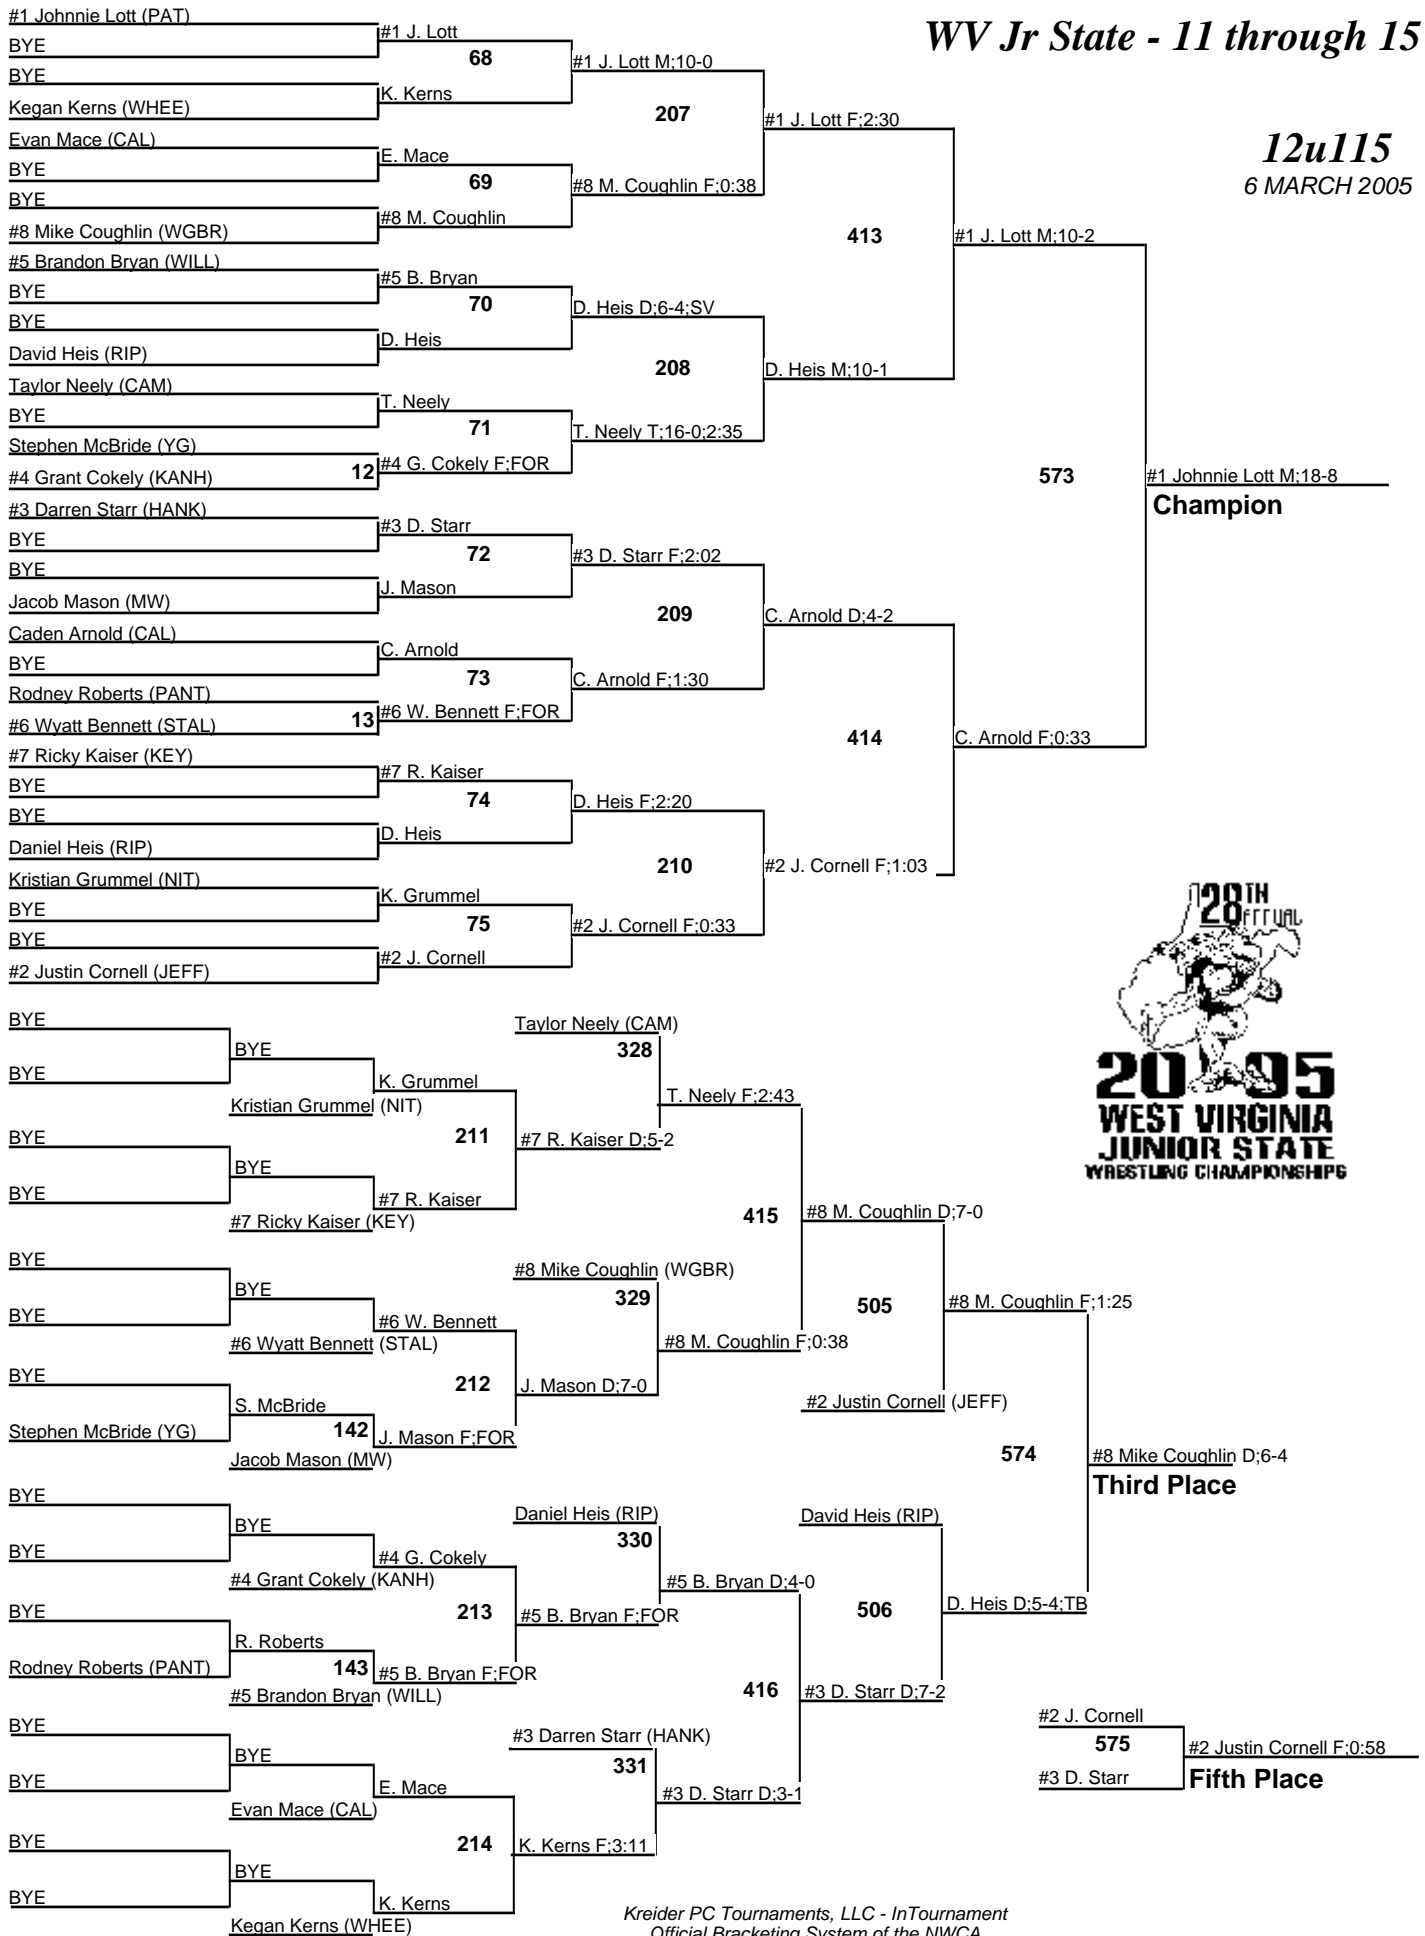 #1 Johnnie Lott (PAT)
BYE
BYE
Kegan Kerns (WHEE)
Evan Mace (CAL)
BYE
BYE
#8 Mike Coughlin (WGBR)
#5 Brandon Bryan (WILL)
BYE
BYE
David Heis (RIP)
Taylor Neely (CAM)
BYE
Stephen McBride (YG)
#4 Grant Cokely (KANH)
12
#3 Darren Starr (HANK)
BYE
BYE
Jacob Mason (MW)
Caden Arnold (CAL)
BYE
Rodney Roberts (PANT)
#6 Wyatt Bennett (STAL)
13
#7 Ricky Kaiser (KEY)
BYE
BYE
Daniel Heis (RIP)
Kristian Grummel (NIT)
BYE
BYE
#2 Justin Cornell (JEFF)
#1 J. Lott
68
K. Kerns
E. Mace
69
#8 M. Coughlin
#5 B. Bryan
70
D. Heis
T. Neely
71
#4 G. Cokely F;FOR
#3 D. Starr
72
J. Mason
C. Arnold
73
#6 W. Bennett F;FOR
#7 R. Kaiser
74
D. Heis
K. Grummel
75
#2 J. Cornell
#1 J. Lott M;10-0
207
#8 M. Coughlin F;0:38
D. Heis D;6-4;SV
208
T. Neely T;16-0;2:35
#3 D. Starr F;2:02
209
C. Arnold F;1:30
D. Heis F;2:20
210
#2 J. Cornell F;0:33
#1 J. Lott F;2:30
413
D. Heis M;10-1
C. Arnold D;4-2
414
#2 J. Cornell F;1:03
#1 J. Lott M;10-2
573
C. Arnold F;0:33
#1 Johnnie Lott M;18-8
Champion
WV Jr State - 11 through 15
12u115
6 MARCH 2005
28TH
20 05
WEST VIRGINIA
JUNIOR STATE
WRESTLING CHAMPIONSHIPS
BYE
BYE
BYE
BYE
BYE
BYE
BYE
Stephen McBride (YG)
BYE
BYE
BYE
Rodney Roberts (PANT)
BYE
BYE
BYE
BYE
BYE
Kristian Grummel (NIT)
BYE
#7 Ricky Kaiser (KEY)
BYE
#6 Wyatt Bennett (STAL)
S. McBride
142
Jacob Mason (MW)
BYE
#4 Grant Cokely (KANH)
R. Roberts
143
#5 Brandon Bryan (WILL)
BYE
Evan Mace (CAL)
BYE
Kegan Kerns (WHEE)
K. Grummel
211
#7 R. Kaiser
#6 W. Bennett
212
J. Mason F;FOR
#4 G. Cokely
213
#5 B. Bryan F;FOR
E. Mace
214
K. Kerns
Taylor Neely (CAM)
328
#7 R. Kaiser D;5-2
#8 Mike Coughlin (WGBR)
329
J. Mason D;7-0
Daniel Heis (RIP)
330
#5 B. Bryan F;FOR
#3 Darren Starr (HANK)
331
K. Kerns F;3:11
T. Neely F;2:43
415
#8 M. Coughlin F;0:38
#5 B. Bryan D;4-0
416
#3 D. Starr D;3-1
#8 M. Coughlin D;7-0
505
#2 Justin Cornell (JEFF)
David Heis (RIP)
506
#3 D. Starr D;7-2
#8 M. Coughlin F;1:25
574
D. Heis D;5-4;TB
#8 Mike Coughlin D;6-4
Third Place
#2 J. Cornell
575
#3 D. Starr
#2 Justin Cornell F;0:58
Fifth Place
Kreider PC Tournaments, LLC - InTournament
Official Bracketing System of the NWCA